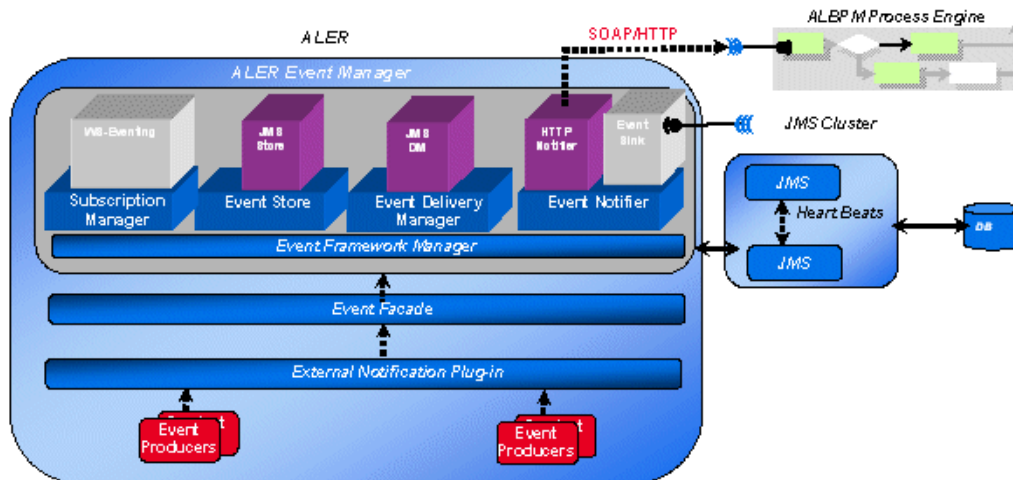 ALBPM Process Engine
SOAP/HTTP
ALER
ALER Event Manager
WS-Eventing
JMS
Store
JMS
DM
HTTP
Notifier
Event
Sink
JMS Cluster
Subscription
Manager
Event Store
Event Delivery
Manager
Event Notifier
JMS
Heart Beats
JMS
DB
Event Framework Manager
Event Facade
External Notification Plug-in
Event
Producers
Event
Producers